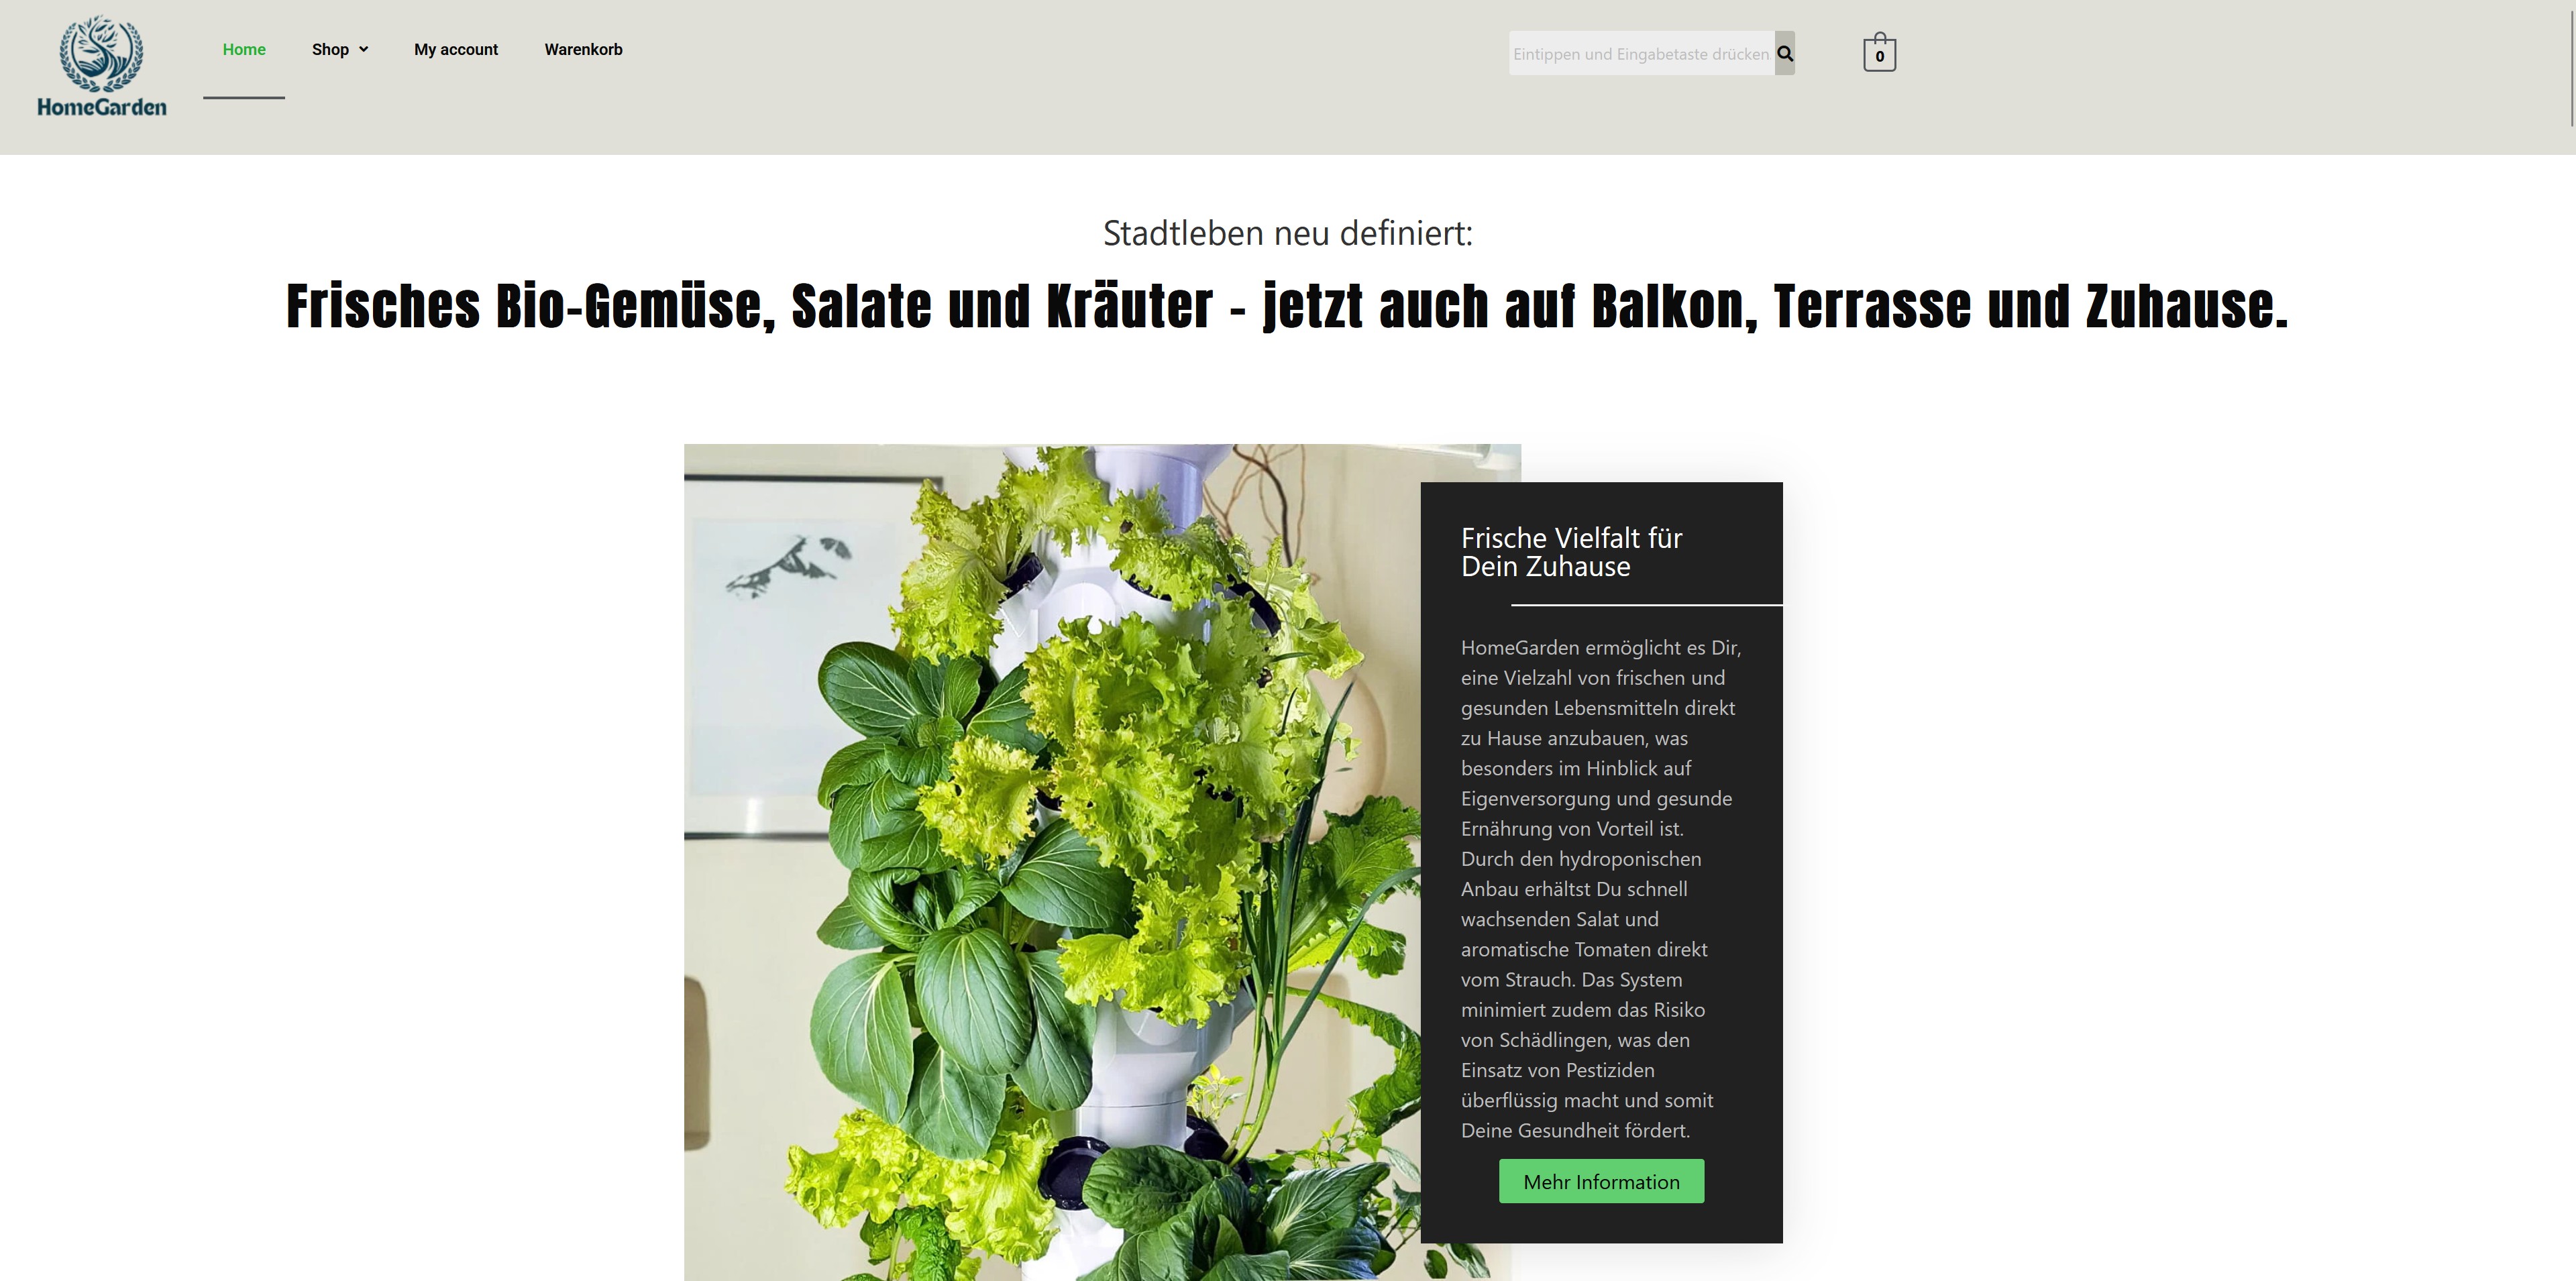 HomeGarden
Home
Shop
My account
Warenkorb
Eintippen und Eingabetaste drücken
0
Stadtleben neu definiert:
Frisches Bio-Gemüse, Salate und Kräuter - jetzt auch auf Balkon, Terrasse und Zuhause.
Frische Vielfalt für
Dein Zuhause
HomeGarden ermöglicht es Dir,
eine Vielzahl von frischen und
gesunden Lebensmitteln direkt
zu Hause anzubauen, was
besonders im Hinblick auf
Eigenversorgung und gesunde
Ernährung von Vorteil ist.
Durch den hydroponischen
Anbau erhältst Du schnell
wachsenden Salat und
aromatische Tomaten direkt
vom Strauch. Das System
minimiert zudem das Risiko
von Schädlingen, was den
Einsatz von Pestiziden
überflüssig macht und somit
Deine Gesundheit fördert.
Mehr Information